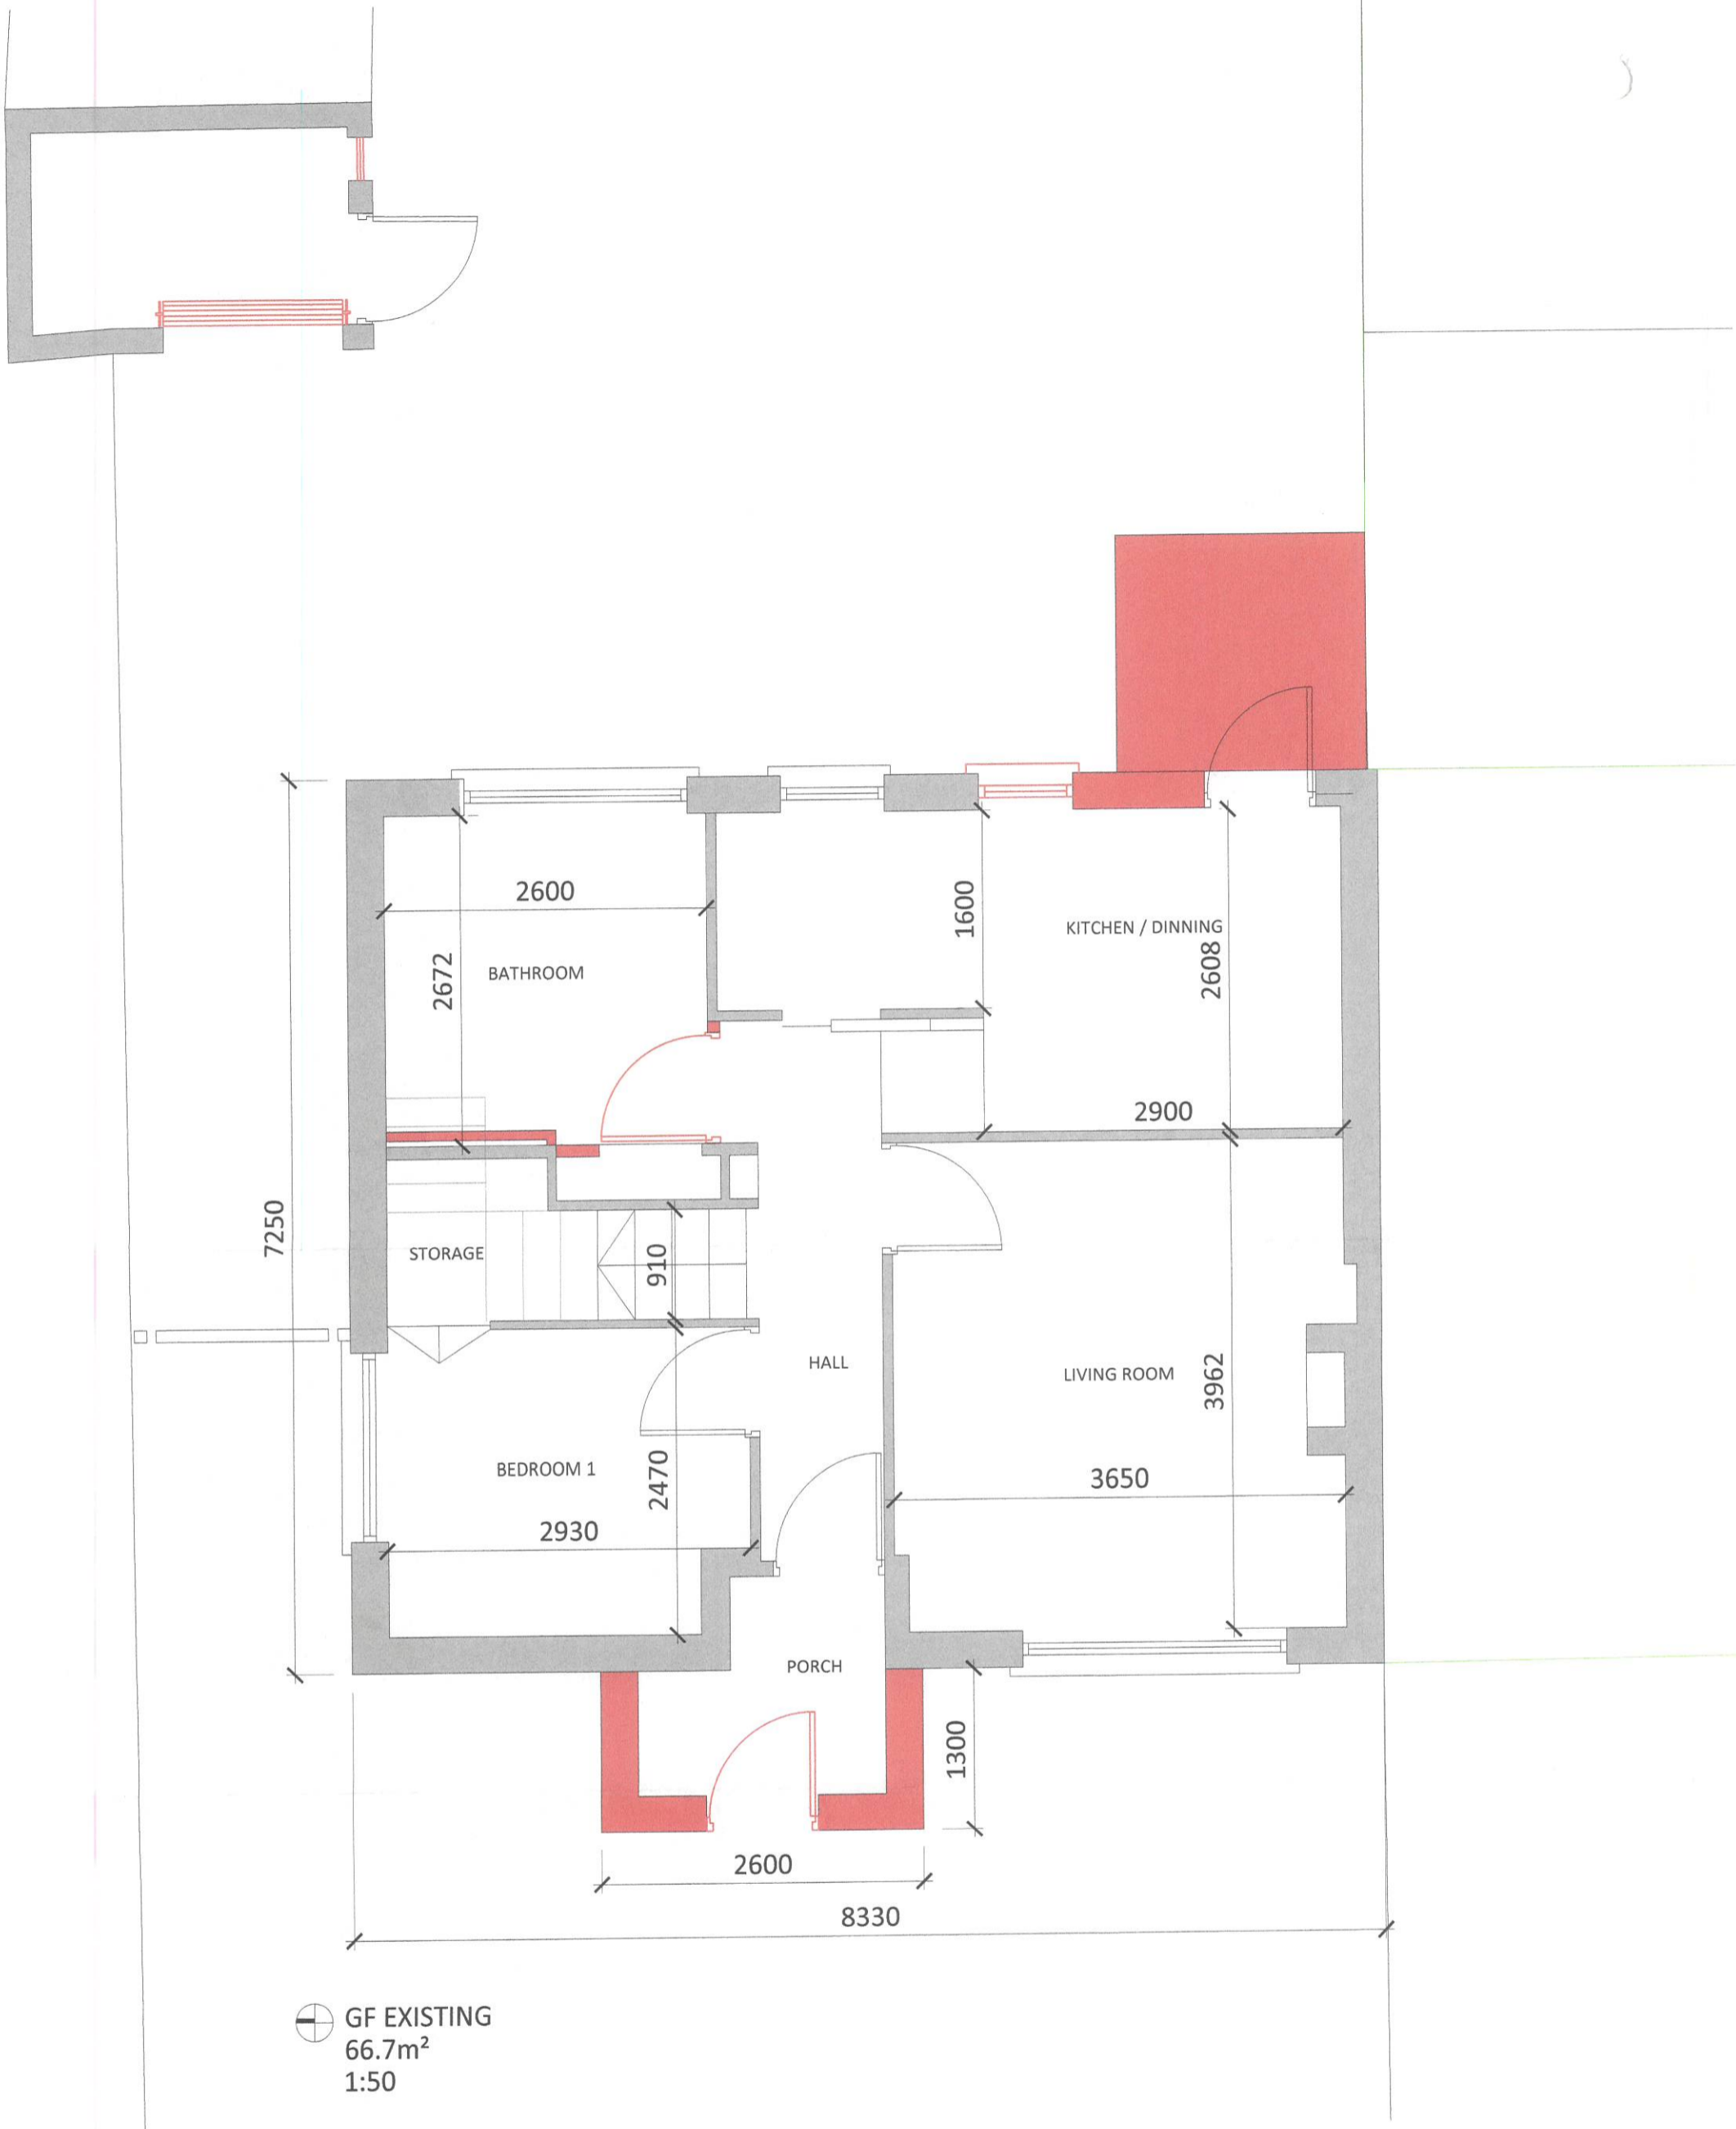 2600
1600
KITCHEN / DINNING
2672
BATHROOM
2608
2900
7250
STORAGE
910
HALL
LIVING ROOM
3962
BEDROOM 1
2470
3650
2930
PORCH
1300
2600
8330
GF EXISTING
66.7m²
1:50